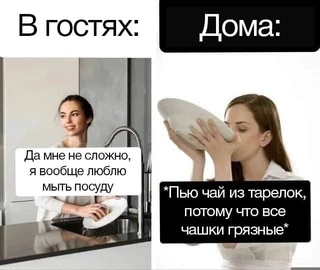 В гостях:
Дома:
Да мне не сложно,
я вообще люблю
мыть посуду
*Пью чай из тарелок,
потому что все
чашки грязные*